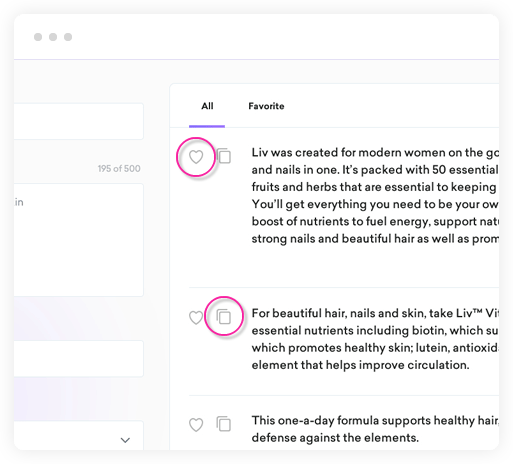 All
Favorite
195 of 500
in
Liv was created for modern women on the go
and nails in one. It's packed with 50 essential
fruits and herbs that are essential to keeping
You'll get everything you need to be your ow
boost of nutrients to fuel energy, support natu
strong nails and beautiful hair as well as prom
For beautiful hair, nails and skin, take Liv™ Vit
essential nutrients including biotin, which su
which promotes healthy skin; lutein, antioxid
element that helps improve circulation.
This one-a-day formula supports healthy hair,
defense against the elements.